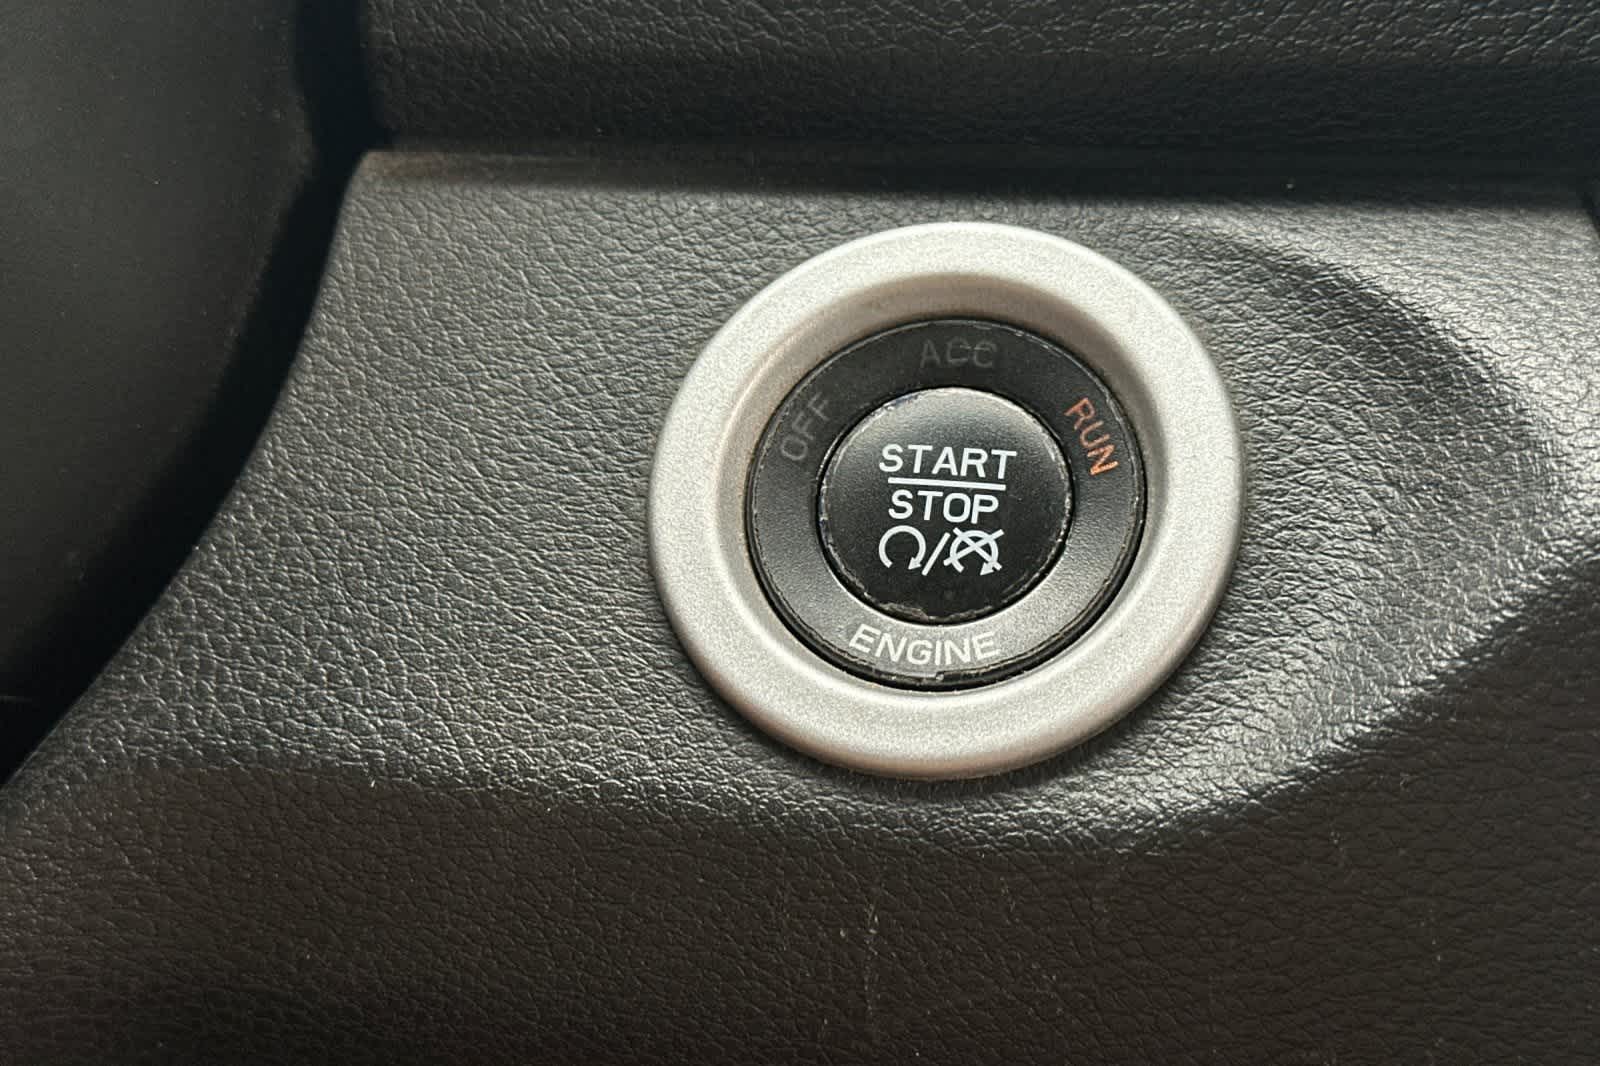 ACC
OFF
RUN
START
STOP
ENGINE